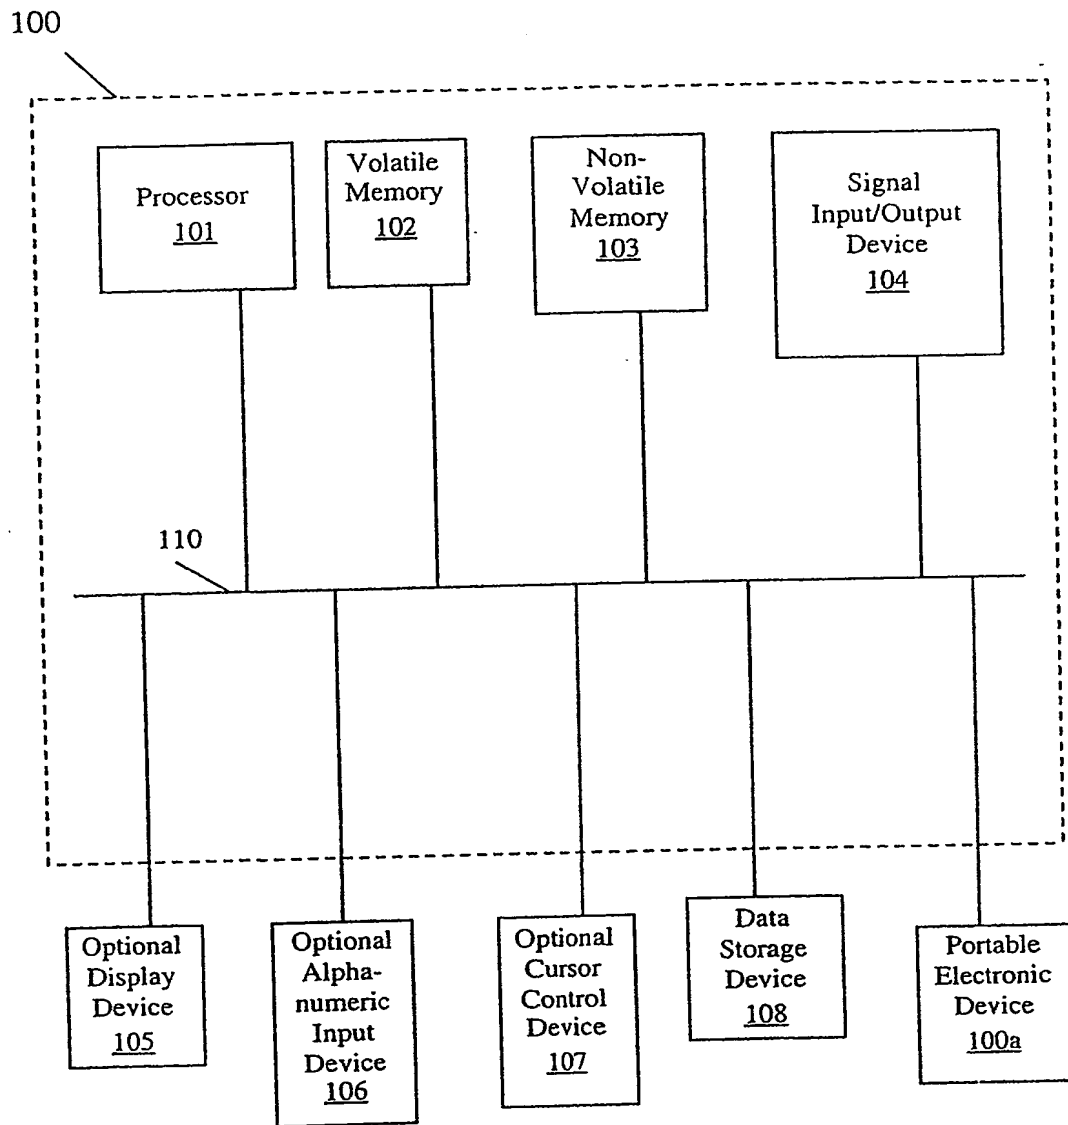 100
Processor
101
Volatile
Memory
102
Non-
Volatile
Memory
103
Signal
Input/Output
Device
104
110
Optional
Display
Device
105
Optional
Alpha-
numeric
Input
Device
106
Optional
Cursor
Control
Device
107
Data
Storage
Device
108
Portable
Electronic
Device
100a